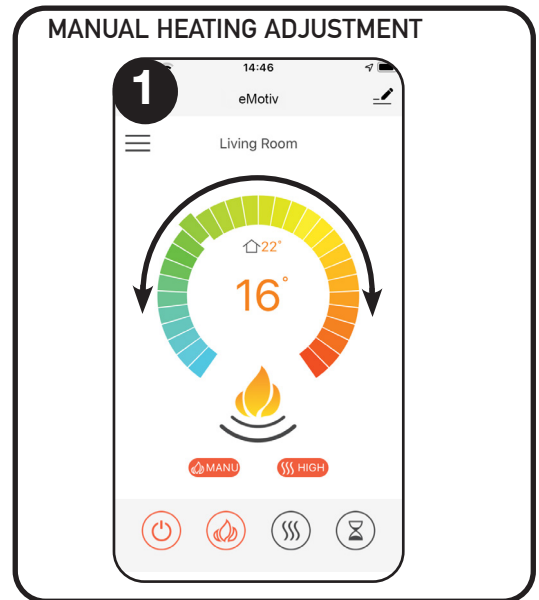 MANUAL HEATING ADJUSTMENT
1
14:46
eMotiv
Living Room
22°
16°
MANU
HIGH